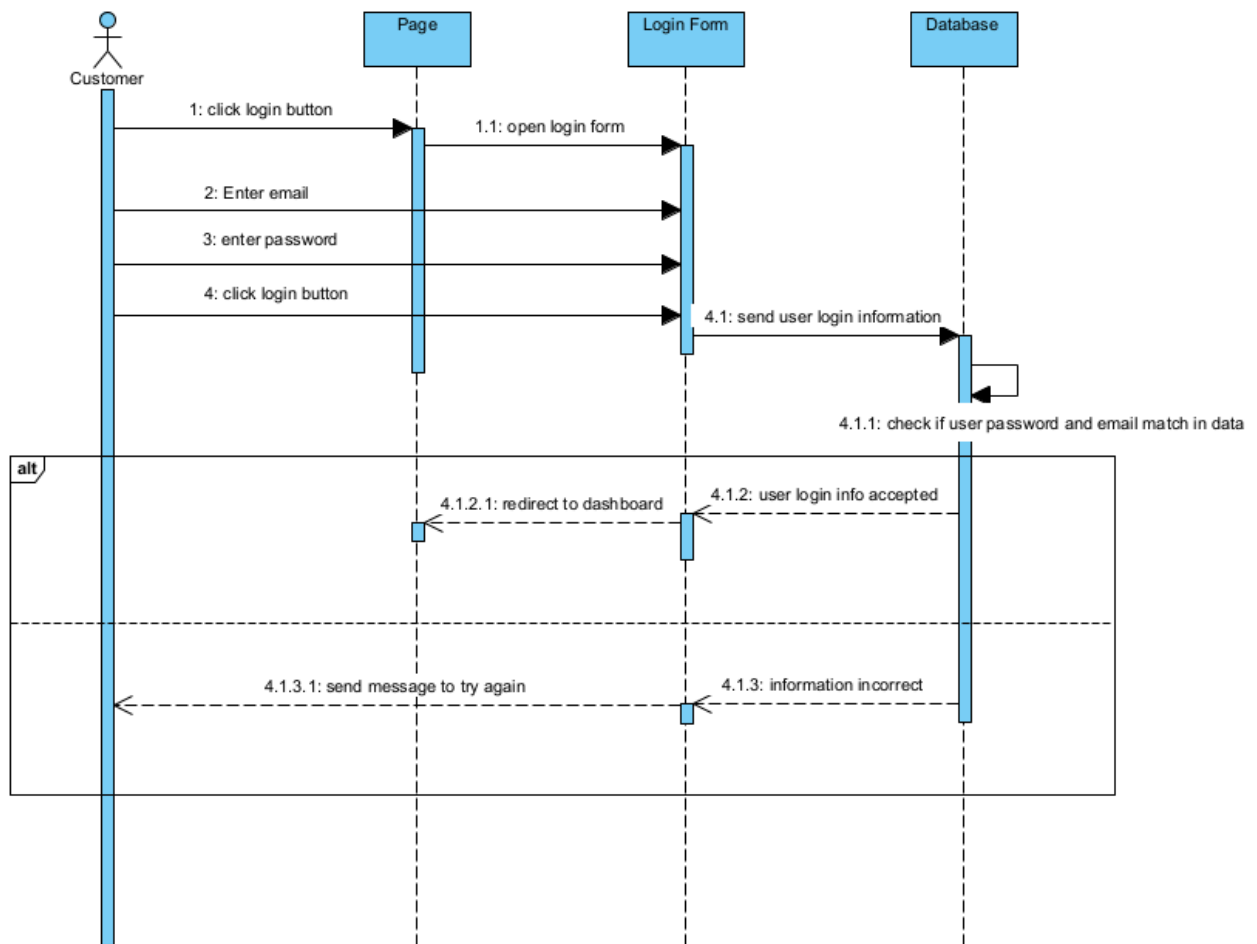 Page
Login Form
Database
Customer
1: click login button
1.1: open login form
2: Enter email
3: enter password
4: click login button
4.1: send user login information
4.1.1: check if user password and email match in data
alt
4.1.2: user login info accepted
4.1.2.1: redirect to dashboard
4.1.3: information incorrect
4.1.3.1: send message to try again